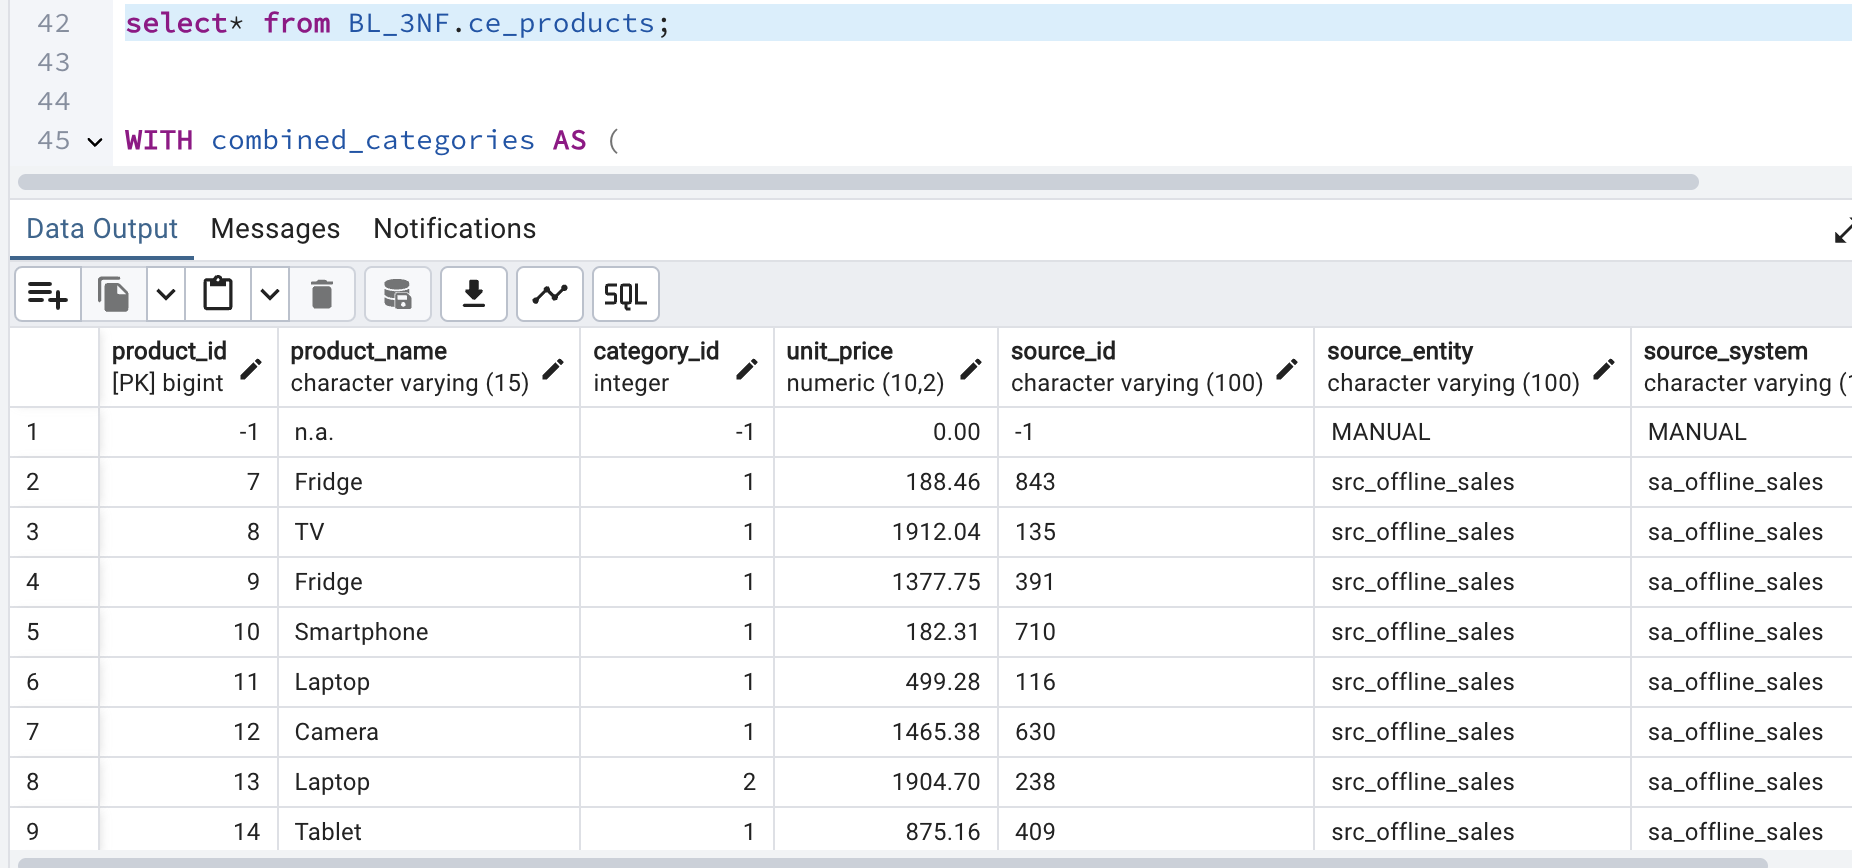 42 select* from BL_3NF.ce_products;
43
44
45 WITH combined_categories AS (
Data Output Messages Notifications
SQL
product_id product_name category_id unit_price source_id source_entity source_system
[PK] bigint character varying (15) integer numeric (10,2) character varying (100) character varying (100) character varying (1
1 -1 n.a. -1 0.00 -1 MANUAL MANUAL
2 7 Fridge 1 188.46 843 src_offline_sales sa_offline_sales
3 8 TV 1 1912.04 135 src_offline_sales sa_offline_sales
4 9 Fridge 1 1377.75 391 src_offline_sales sa_offline_sales
5 10 Smartphone 1 182.31 710 src_offline_sales sa_offline_sales
6 11 Laptop 1 499.28 116 src_offline_sales sa_offline_sales
7 12 Camera 1 1465.38 630 src_offline_sales sa_offline_sales
8 13 Laptop 2 1904.70 238 src_offline_sales sa_offline_sales
9 14 Tablet 1 875.16 409 src_offline_sales sa_offline_sales